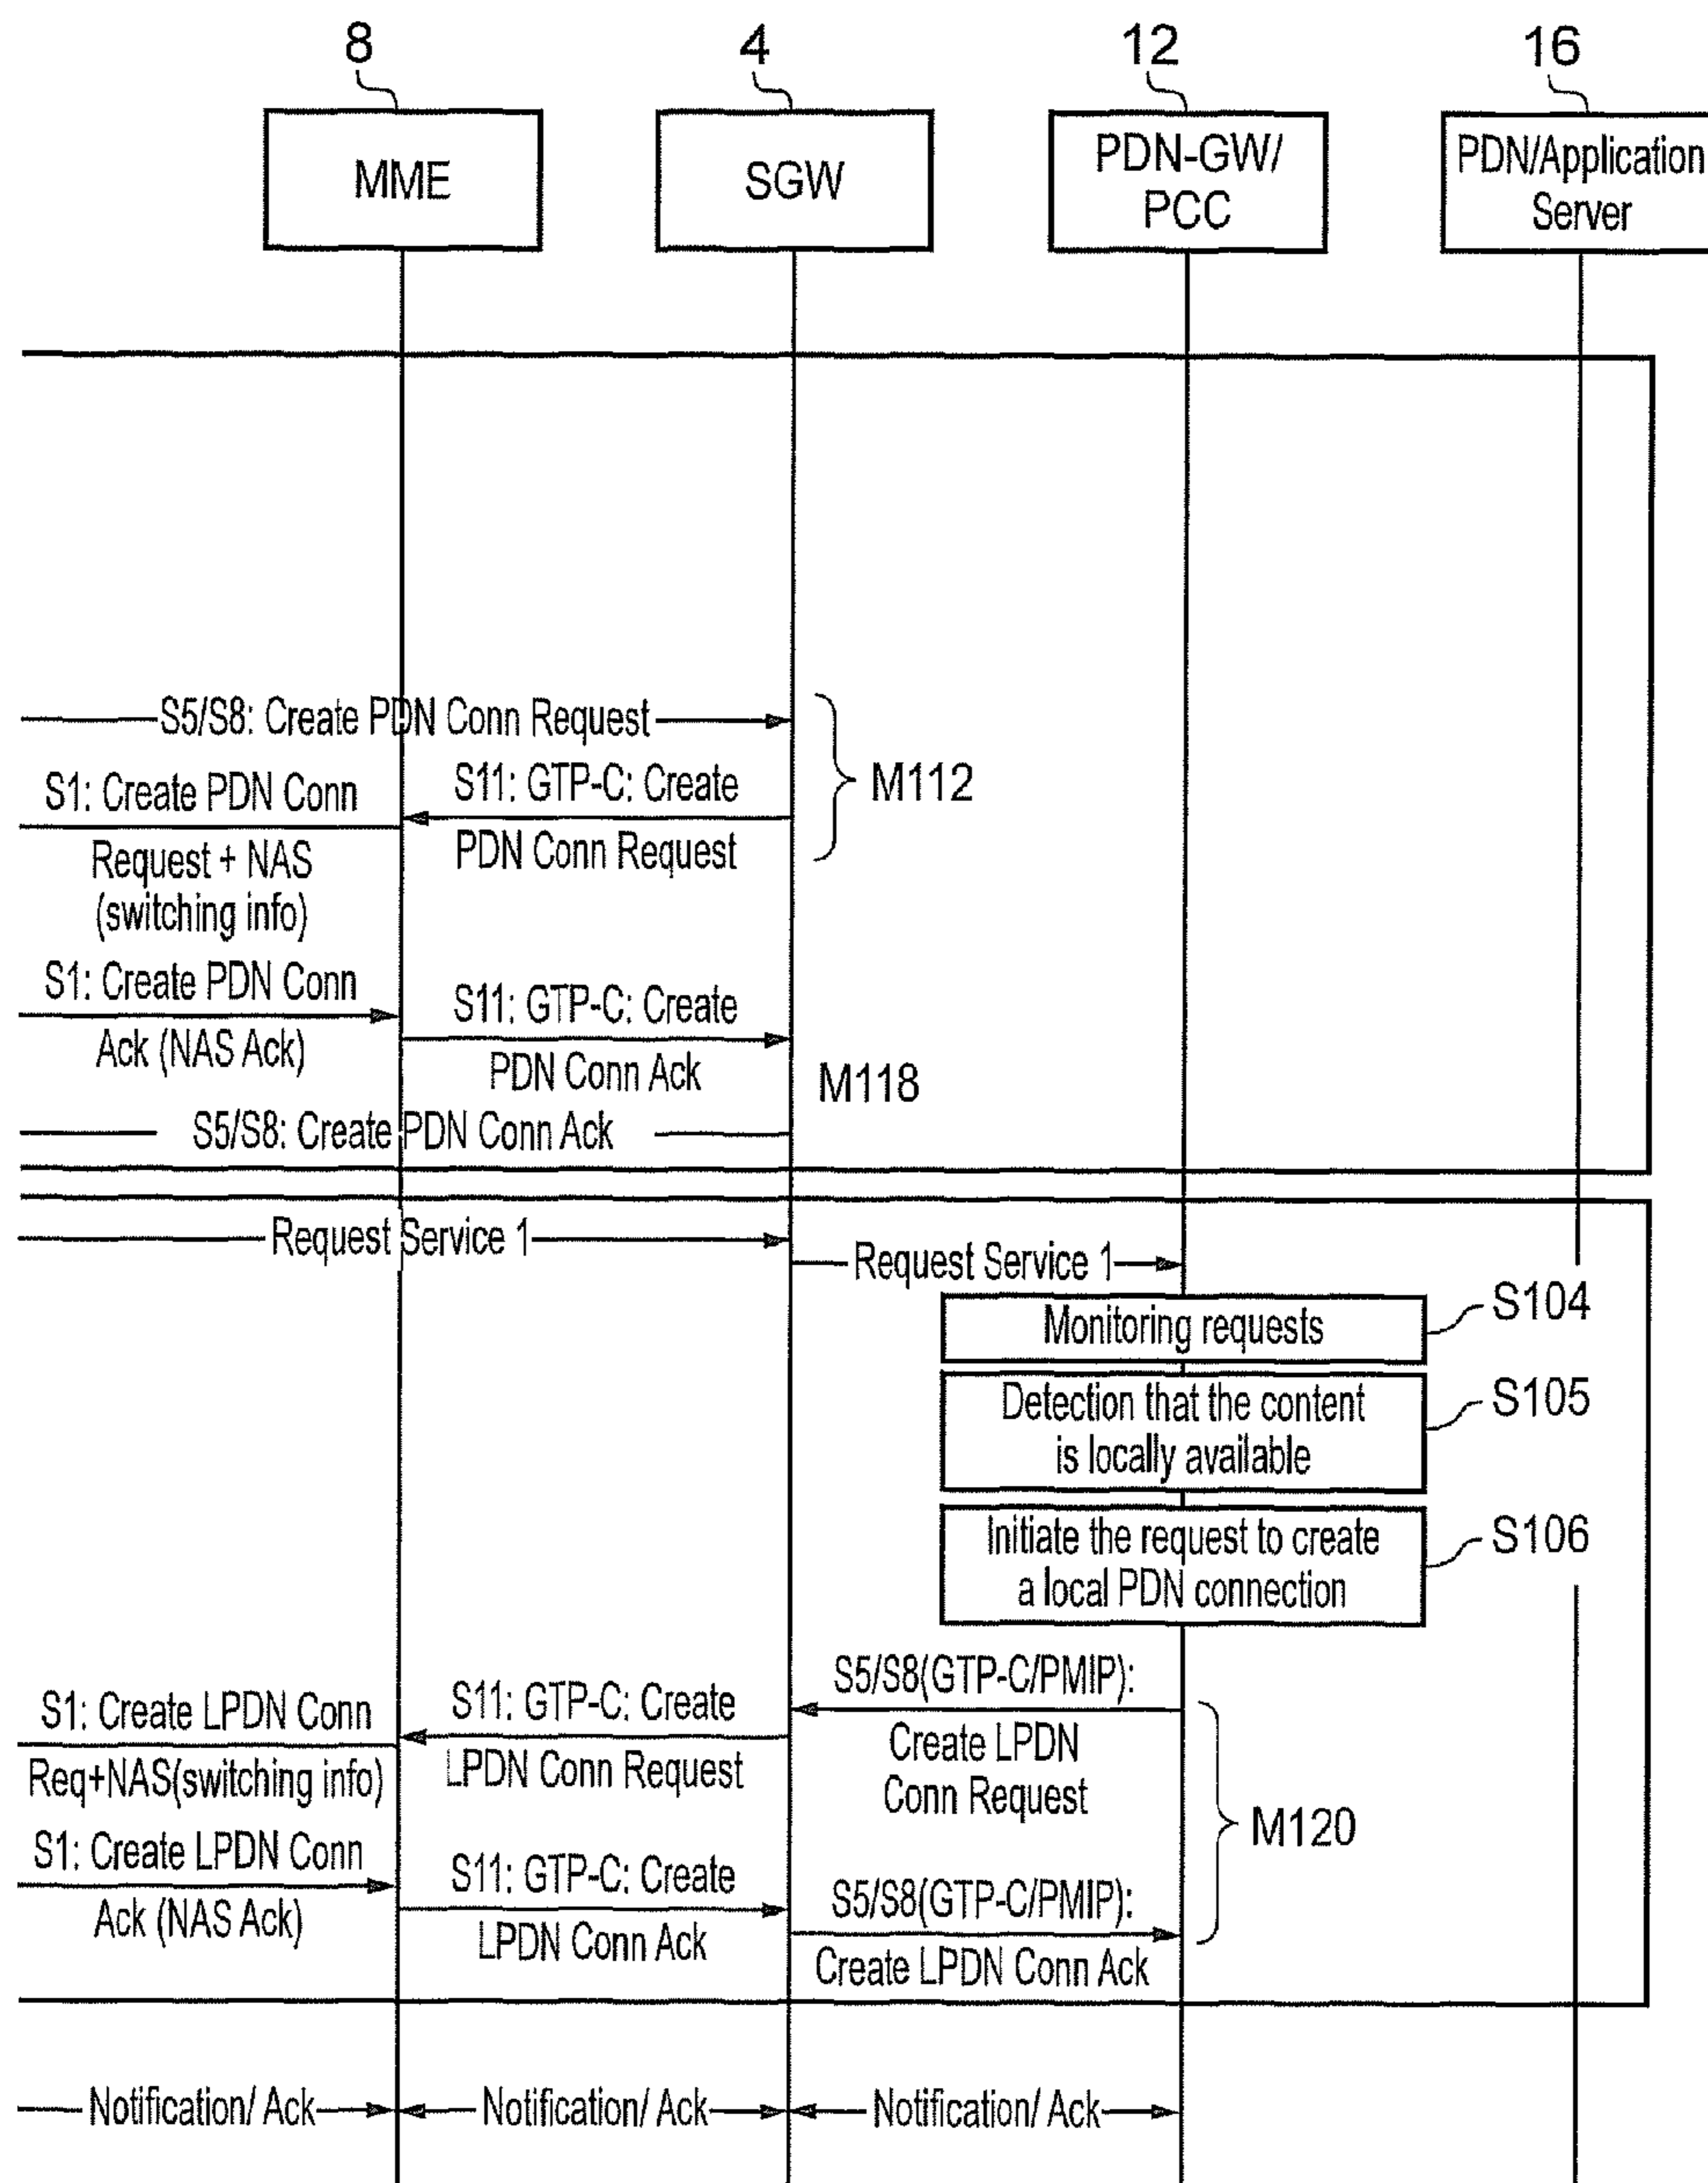 8
4
12
16
MME
SGW
PDN-GW/
PCC
PDN/Application
Server
S5/S8: Create PDN Conn Request
M112
S1: Create PDN Conn
Request + NAS
(switching info)
S11: GTP-C: Create
PDN Conn Request
S1: Create PDN Conn
Ack (NAS Ack)
S11: GTP-C: Create
PDN Conn Ack
M118
S5/S8: Create PDN Conn Ack
Request Service 1
Request Service 1
Monitoring requests
S104
Detection that the content
is locally available
S105
Initiate the request to create
a local PDN connection
S106
S5/S8(GTP-C/PMIP):
Create LPDN
Conn Request
S11: GTP-C: Create
LPDN Conn Request
S1: Create LPDN Conn
Req+NAS(switching info)
M120
S1: Create LPDN Conn
Ack (NAS Ack)
S11: GTP-C: Create
LPDN Conn Ack
S5/S8(GTP-C/PMIP):
Create LPDN Conn Ack
Notification/ Ack
Notification/ Ack
Notification/ Ack